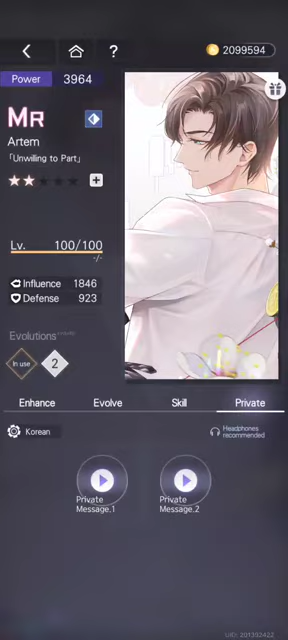 ?
2099594
Power 3964
MR
Artem
「Unwilling to Part」
Lv. 100/100
-/-
Influence 1846
Defense 923
Evolutions
In use 2
Enhance Evolve Skill Private
Korean
Headphones
recommended
Private
Message.1
Private
Message.2
UID: 201392422